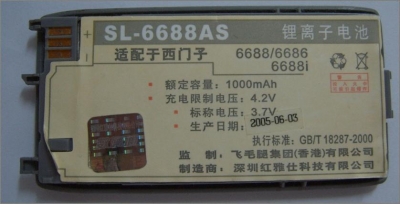 SL-6688AS 锂离子电池
适配于西门子 6688/6686
6688i
额定容量：1000mAh
充电限制电压：4.2V
标称电压：3.7V
生产日期：2005-06-03
执行标准：GB/T 18287-2000
飞毛腿集团(香港)有限公司
制造商：深圳红雅仕科技有限公司